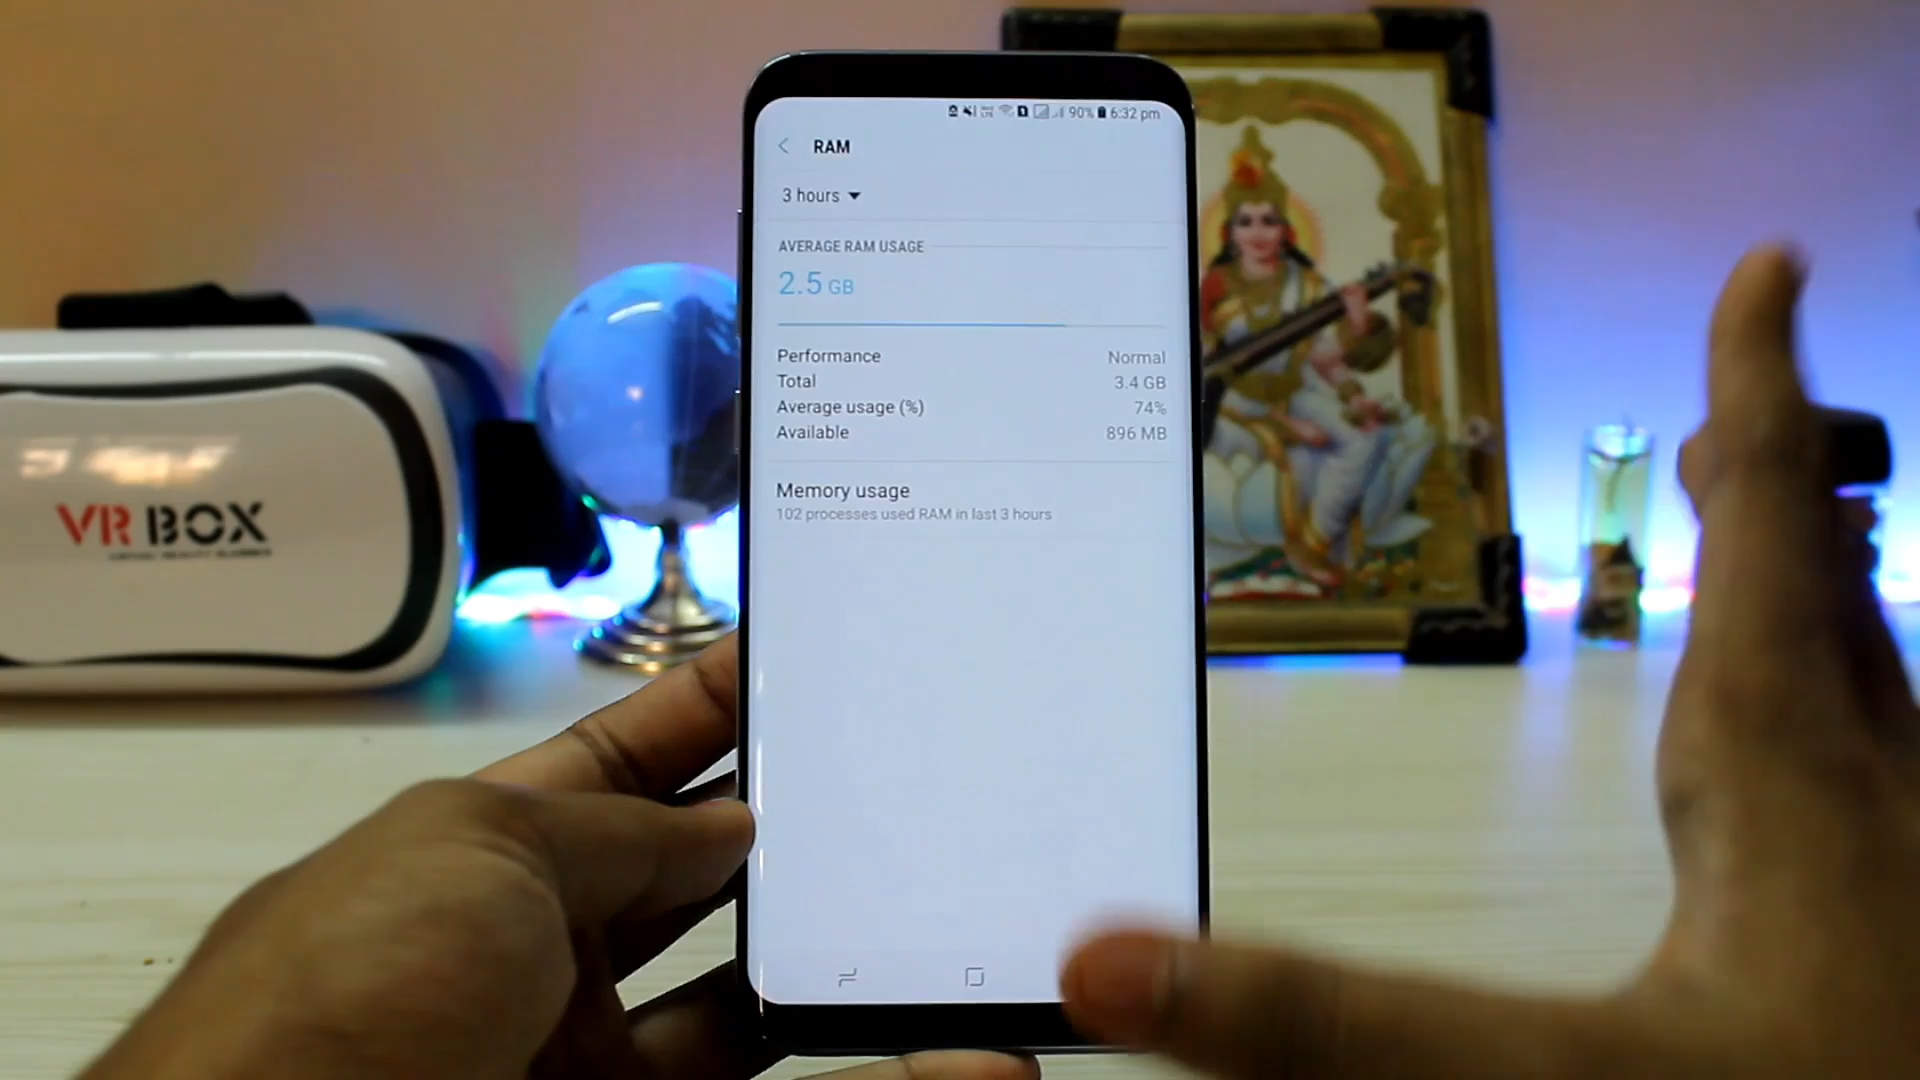 90% 6:32 pm
RAM
3 hours
AVERAGE RAM USAGE
2.5 GB
Performance Normal
Total 3.4 GB
Average usage (%) 74%
Available 896 MB
Memory usage
102 processes used RAM in last 3 hours
VR BOX